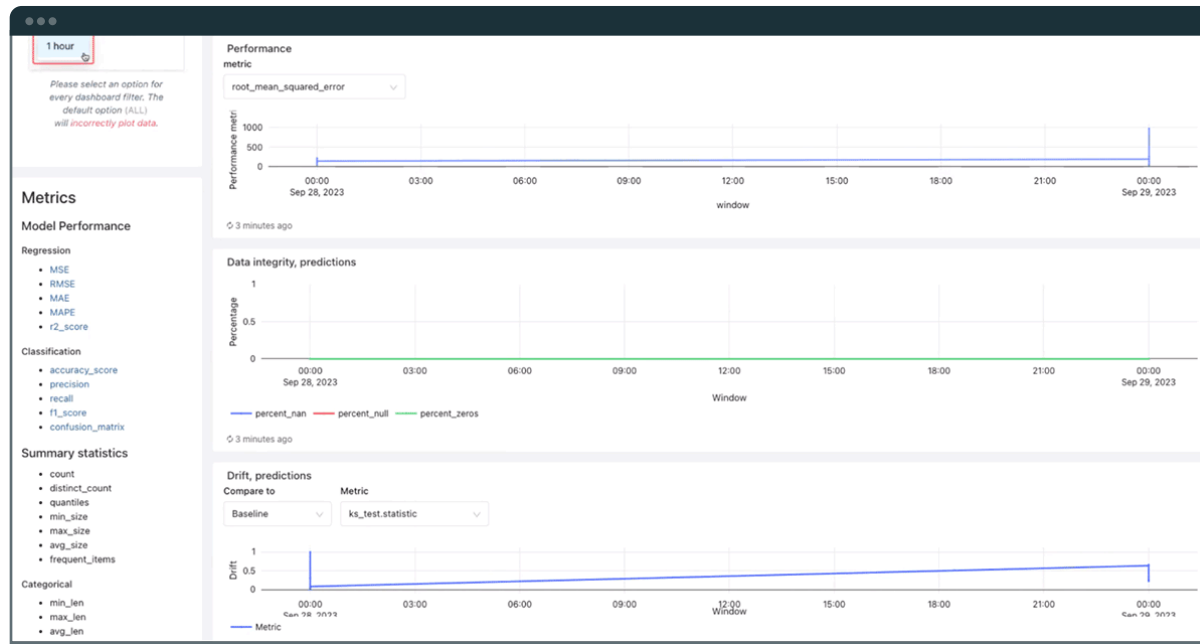 1 hour
Please select an option for
every dashboard filter. The
default option (ALL)
will incorrectly plot data.
Metrics
Model Performance
Regression
• MSE
• RMSE
• MAE
• MAPE
• r2_score
Classification
• accuracy_score
• precision
• recall
• f1_score
• confusion_matrix
Summary statistics
• count
• distinct_count
• quantiles
• min_size
• max_size
• avg_size
• frequent_items
Categorical
• min_len
• max_len
• avg_len
Performance
metric
root_mean_squared_error
Performance metri
1000
500
0
00:00 03:00 06:00 09:00 12:00 15:00 18:00 21:00 00:00
Sep 28, 2023 Sep 29, 2023
window
3 minutes ago
Data integrity, predictions
Percentage
1
0.5
0
00:00 03:00 06:00 09:00 12:00 15:00 18:00 21:00 00:00
Sep 28, 2023 Sep 29, 2023
Window
percent_nan percent_null percent_zeros
3 minutes ago
Drift, predictions
Compare to Metric
Baseline ks_test.statistic
Drift
1
0.5
0
00:00 03:00 06:00 09:00 12:00 15:00 18:00 21:00 00:00
Sep 28, 2023 Window Sep 29, 2023
Metric